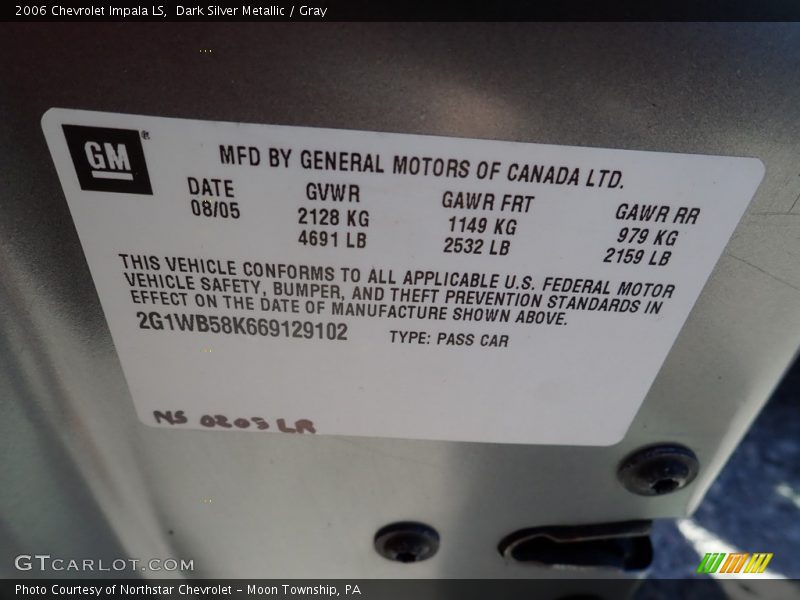 2006 Chevrolet Impala LS,  Dark Silver Metallic / Gray
GM®
MFD BY GENERAL MOTORS OF CANADA LTD.
DATE GVWR GAWR FRT GAWR RR
08/05 2128 KG 1149 KG 979 KG
4691 LB 2532 LB 2159 LB
THIS VEHICLE CONFORMS TO ALL APPLICABLE U.S. FEDERAL MOTOR
VEHICLE SAFETY, BUMPER, AND THEFT PREVENTION STANDARDS IN
EFFECT ON THE DATE OF MANUFACTURE SHOWN ABOVE.
2G1WB58K669129102 TYPE: PASS CAR
NS 0203 LR
GTCARLOT.COM
Photo Courtesy of Northstar Chevrolet - Moon Township, PA